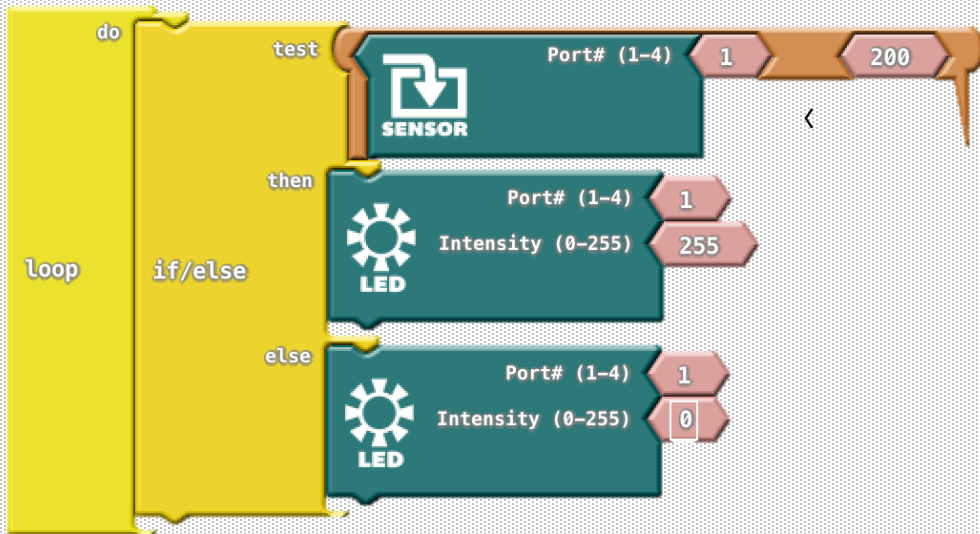 do
test
Port# (1-4) 1 200
<
SENSOR
then
Port# (1-4) 1
Intensity (0-255) 255
LED
loop
if/else
else
Port# (1-4) 1
Intensity (0-255) 0
LED